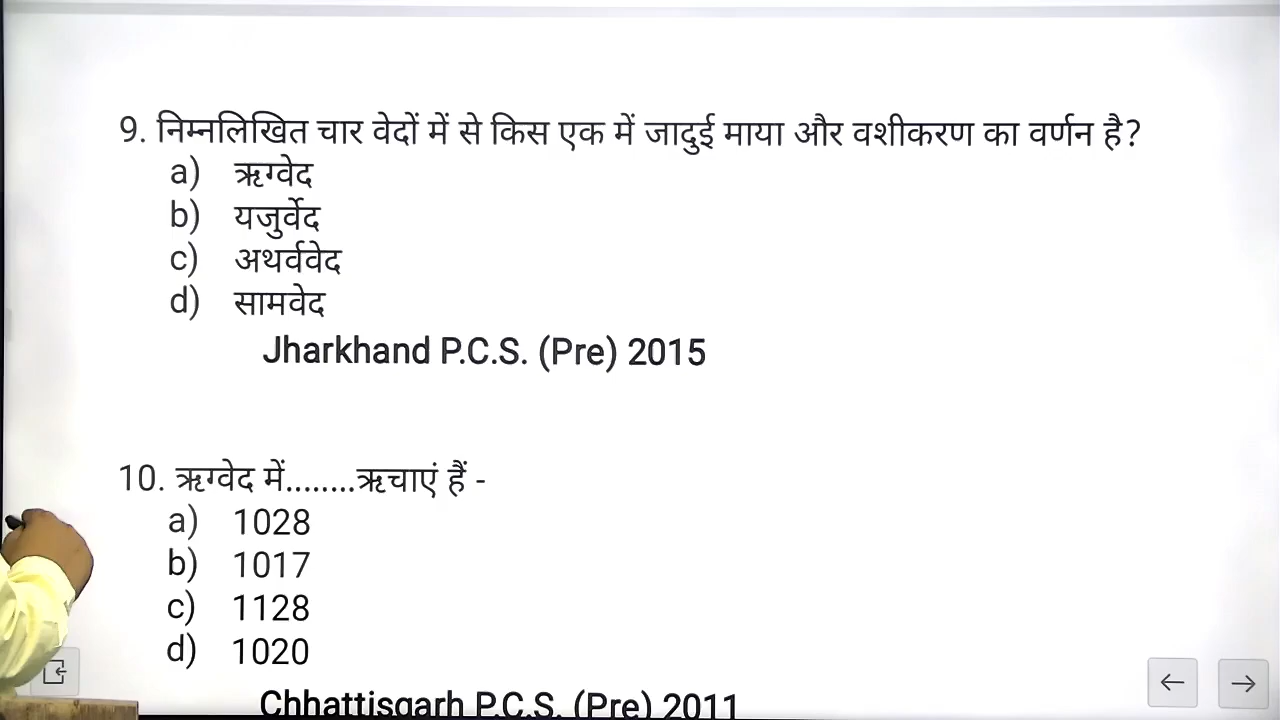 9. निम्नलिखित चार वेदों में से किस एक में जादुई माया और वशीकरण का वर्णन है?
a) ऋग्वेद
b) यजुर्वेद
c) अथर्ववेद
d) सामवेद
Jharkhand P.C.S. (Pre) 2015
10. ऋग्वेद में........ऋचाएं हैं -
a) 1028
b) 1017
c) 1128
d) 1020
Chhattisgarh P.C.S. (Pre) 2011